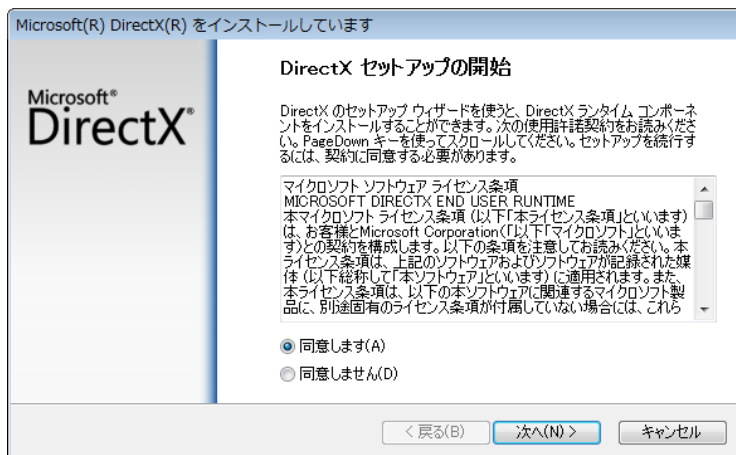 Microsoft(R) DirectX(R) をインストールしています
Microsoft®
DirectX®
DirectX セットアップの開始
DirectX のセットアップ ウィザードを使うと、DirectX ランタイム コンポーネ
ントをインストールすることができます。次の使用許諾契約をお読みくださ
い。PageDown キーを使ってスクロールしてください。セットアップを続行す
るには、契約に同意する必要があります。
マイクロソフト ソフトウェア ライセンス条項
MICROSOFT DIRECTX END USER RUNTIME
本マイクロソフト ライセンス条項 (以下「本ライセンス条項」といいます)
は、お客様とMicrosoft Corporation(「以下「マイクロソフト」といいま
す)との契約を構成します。以下の条項を注意してお読みください。本
ライセンス条項は、上記のソフトウェアおよびソフトウェアが記録された媒
体 (以下総称して「本ソフトウェア」といいます) に適用されます。また、
本ライセンス条項は、以下の本ソフトウェアに関連するマイクロソフト製
品に、別途固有のライセンス条項が付属していない場合には、これら
同意します(A)
同意しません(D)
< 戻る(B)
次へ(N) >
キャンセル